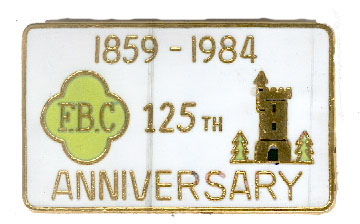 1859 - 1984
F.B.C
125TH
ANNIVERSARY